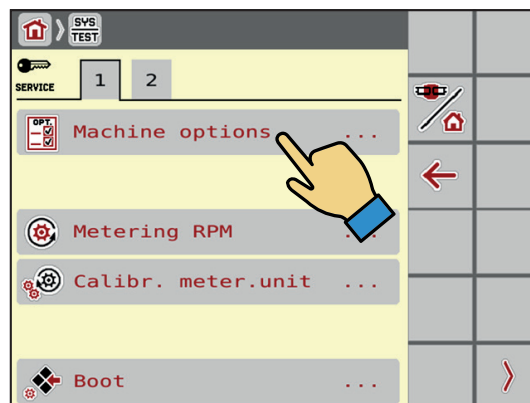 SYS
TEST
SERVICE
1 2
OPT.
Machine options ...
Metering RPM ...
Calibr. meter.unit ...
Boot ...